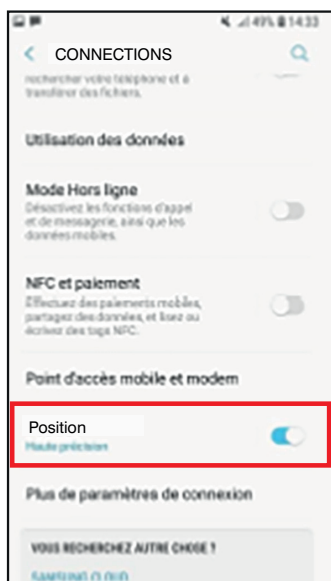 49% 14:33
CONNECTIONS
rechercher votre téléphone et à
transférer des fichiers.
Utilisation des données
Mode Hors ligne
Désactivez les fonctions d'appel
et de messagerie, ainsi que les
données mobiles.
NFC et paiement
Effectuez des paiements mobiles,
partagez des données, et lisez ou
écrivez des tags NFC.
Point d'accès mobile et modem
Position
Haute précision
Plus de paramètres de connexion
VOUS RECHERCHEZ AUTRE CHOSE ?
SAMSUNG CLOUD